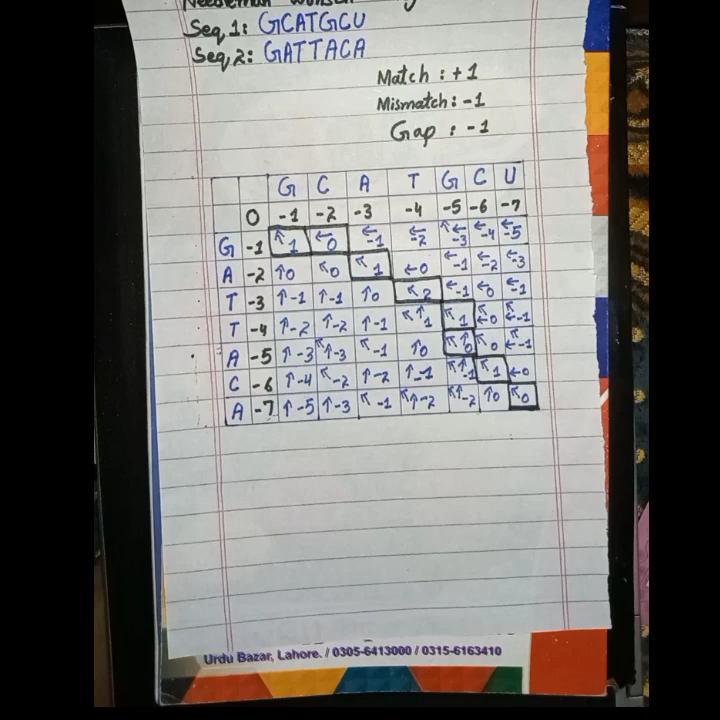 Needleman Wunsch
Seq.1: GCATGCU
Seq.2: GATTACA
Match : +1
Mismatch : -1
Gap : -1
G C A T G C U
0 -1 -2 -3 -4 -5 -6 -7
G -1 ↖1 ←0 ←-1 ←-2 ↖←-3 ←-4 ←-5
A -2 ↑0 ↖0 ↖1 ←0 ←-1 ←-2 ←-3
T -3 ↑-1 ↑-1 ↑0 ↖2 ←-1 ←0 ←-1
T -4 ↑-2 ↑-2 ↑-1 ↖↑1 ↖1 ↖←0 ↖←-1
A -5 ↑-3 ↖↑-3 ↖-1 ↑0 ↖↑0 ↖0 ↖←-1
C -6 ↑-4 ↖-2 ↑-2 ↑-1 ↖↑-1 ↖1 ←0
A -7 ↑-5 ↑-3 ↖-1 ↖↑-2 ↖↑-2 ↑0 ↖0
Urdu Bazar, Lahore. / 0305-6413000 / 0315-6163410